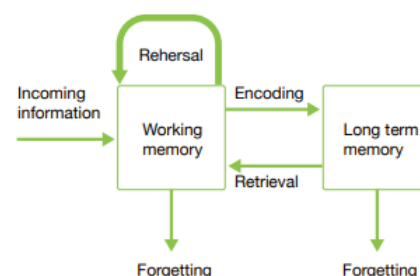 Rehersal
Incoming
information
Encoding
Working
memory
Long term
memory
Retrieval
Forgetting
Forgetting